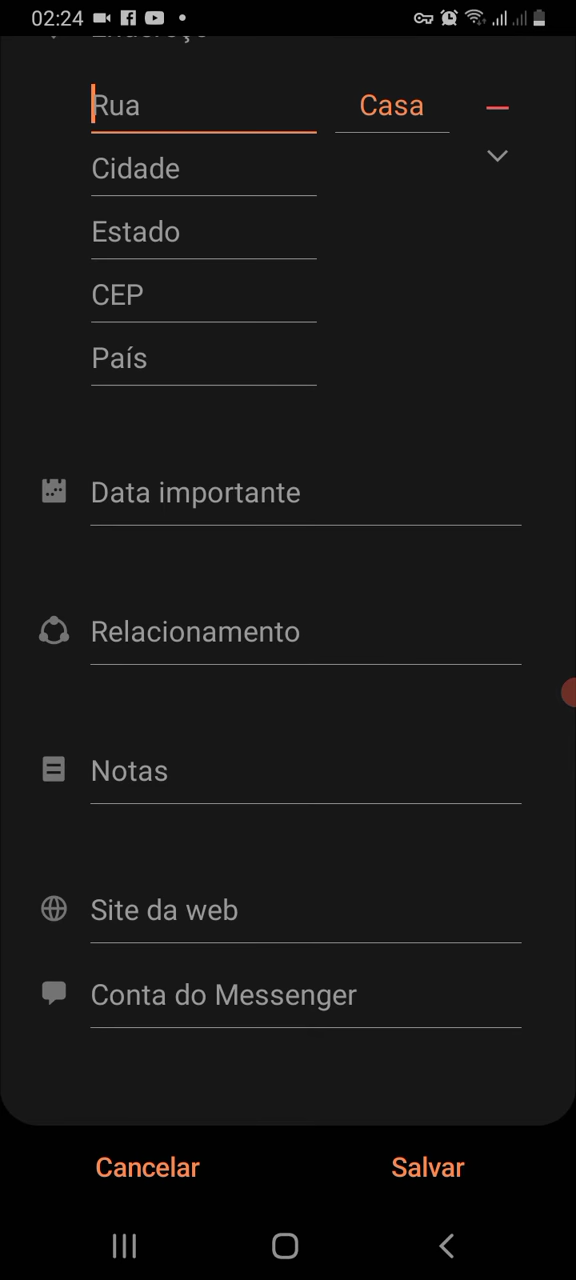 02:24
Endereço
Rua
Casa
Cidade
Estado
CEP
País
Data importante
Relacionamento
Notas
Site da web
Conta do Messenger
Cancelar
Salvar